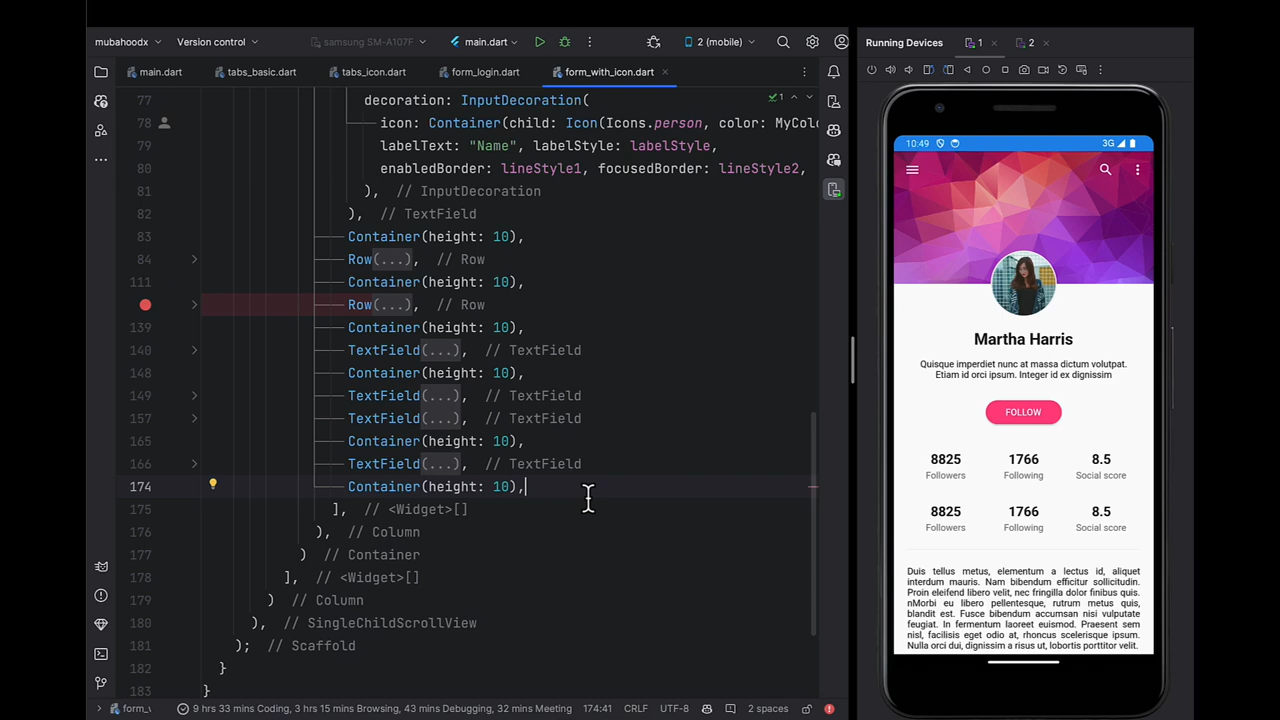 mubahoodx
Version control
samsung SM-A107F
main.dart
2 (mobile)
Running Devices
1
2
main.dart
tabs_basic.dart
tabs_icon.dart
form_login.dart
form_with_icon.dart
77 decoration: InputDecoration(
1
78 icon: Container(child: Icon(Icons.person, color: MyColo
79 labelText: "Name", labelStyle: labelStyle,
80 enabledBorder: lineStyle1, focusedBorder: lineStyle2,
81 ), // InputDecoration
82 ), // TextField
83 Container(height: 10),
84 Row(...), // Row
111 Container(height: 10),
Row(...), // Row
139 Container(height: 10),
140 TextField(...), // TextField
148 Container(height: 10),
149 TextField(...), // TextField
157 TextField(...), // TextField
165 Container(height: 10),
166 TextField(...), // TextField
174 Container(height: 10),
175 ], // <Widget>[]
176 ), // Column
177 ) // Container
178 ], // <Widget>[]
179 ) // Column
180 ), // SingleChildScrollView
181 ); // Scaffold
182 }
183 }
form_\
9 hrs 33 mins Coding, 3 hrs 15 mins Browsing, 43 mins Debugging, 32 mins Meeting
174:41
CRLF
UTF-8
2 spaces
10:49
3G
Martha Harris
Quisque imperdiet nunc at massa dictum volutpat.
Etiam id orci ipsum. Integer id ex dignissim
FOLLOW
8825 1766 8.5
Followers Following Social score
8825 1766 8.5
Followers Following Social score
Duis tellus metus, elementum a lectus id, aliquet
interdum mauris. Nam bibendum efficitur sollicitudin.
Proin eleifend libero velit, nec fringilla dolor finibus quis.
nMorbi eu libero pellentesque, rutrum metus quis,
blandit est. Fusce bibendum accumsan nisi vulputate
feugiat. In fermentum laoreet euismod. Praesent sem
nisl, facilisis eget odio at, rhoncus scelerisque ipsum.
Nulla orci dui, dignissim a risus ut, lobortis porttitor velit.